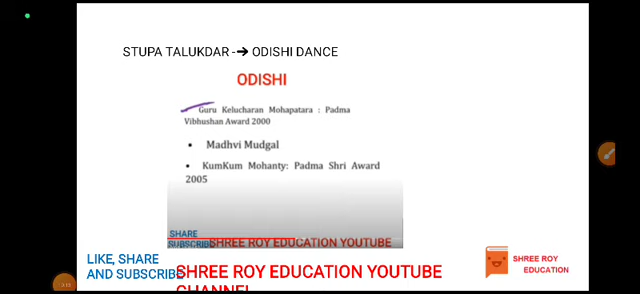 STUPA TALUKDAR -→ ODISHI DANCE
ODISHI
Guru Kelucharan Mohapatara : Padma
Vibhushan Award 2000
• Madhvi Mudgal
• KumKum Mohanty: Padma Shri Award
2005
SHARE
SUBSCRIBE
SHREE ROY EDUCATION YOUTUBE
LIKE, SHARE
AND SUBSCRIBE
SHREE ROY EDUCATION YOUTUBE
CHANNEL
SHREE ROY
EDUCATION